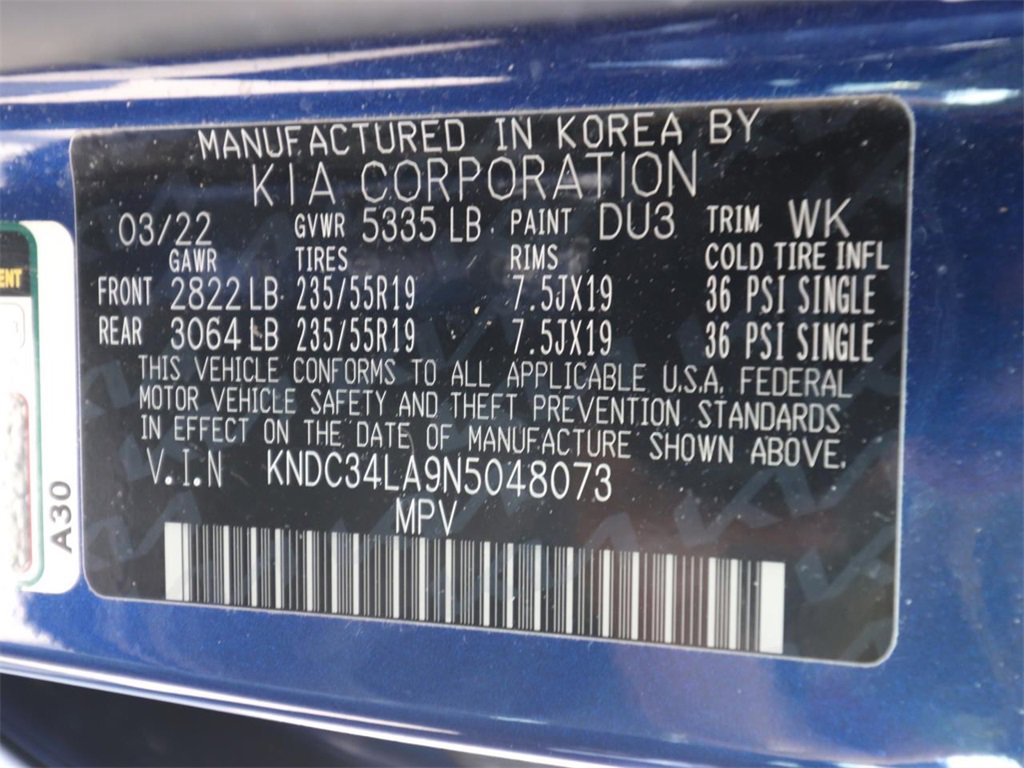 MANUFACTURED IN KOREA BY
KIA CORPORATION
03/22 GVWR 5335 LB PAINT DU3 TRIM WK
GAWR TIRES RIMS COLD TIRE INFL
FRONT 2822 LB 235/55R19 7.5JX19 36 PSI SINGLE
REAR 3064 LB 235/55R19 7.5JX19 36 PSI SINGLE
THIS VEHICLE CONFORMS TO ALL APPLICABLE U.S.A. FEDERAL
MOTOR VEHICLE SAFETY AND THEFT PREVENTION STANDARDS
IN EFFECT ON THE DATE OF MANUFACTURE SHOWN ABOVE.
V.I.N KNDC34LA9N5048073
MPV
A30